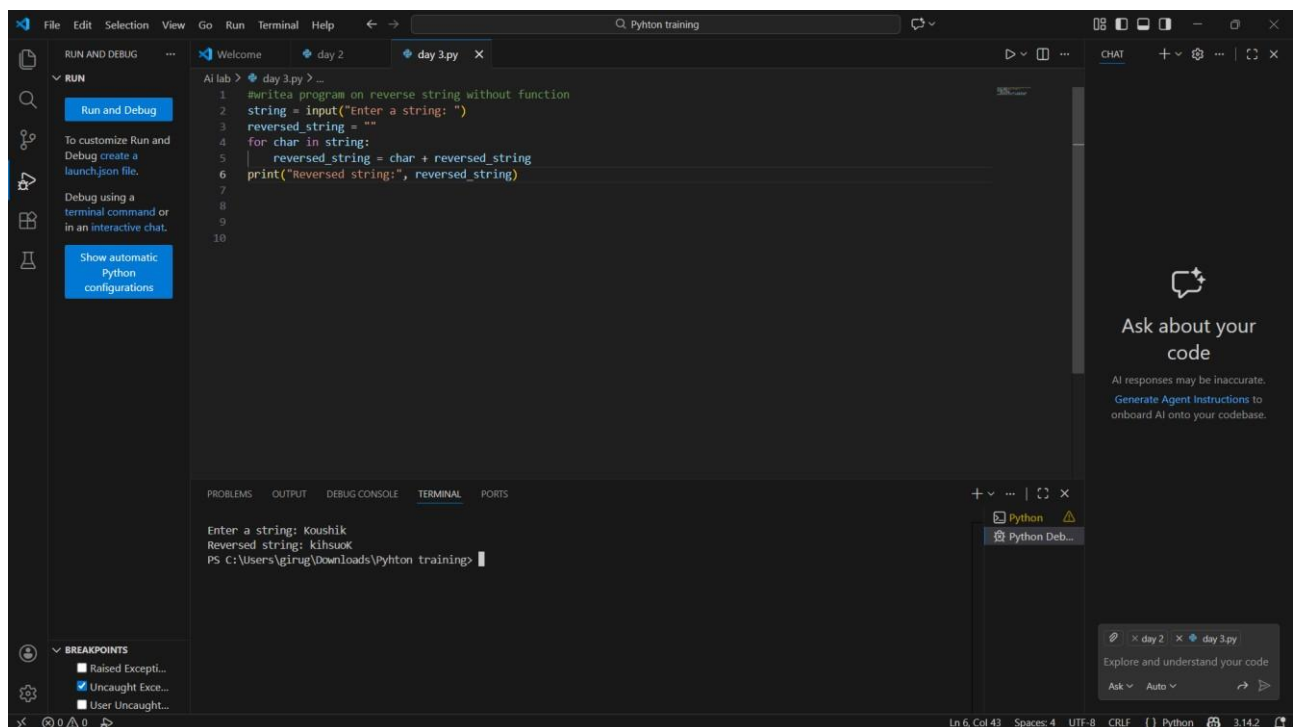 File Edit Selection View Go Run Terminal Help
Pyhton training
RUN AND DEBUG ...
RUN
Run and Debug
To customize Run and
Debug create a
launch.json file.
Debug using a
terminal command or
in an interactive chat.
Show automatic
Python
configurations
Welcome day 2 day 3.py
Ai lab > day 3.py > ...
1 #writea program on reverse string without function
2 string = input("Enter a string: ")
3 reversed_string = ""
4 for char in string:
5 reversed_string = char + reversed_string
6 print("Reversed string:", reversed_string)
7
8
9
10
PROBLEMS OUTPUT DEBUG CONSOLE TERMINAL PORTS
Enter a string: Koushik
Reversed string: kihsuoK
PS C:\Users\girug\Downloads\Pyhton training>
Python
Python Deb...
CHAT
Ask about your
code
AI responses may be inaccurate.
Generate Agent Instructions to
onboard AI onto your codebase.
day 2 day 3.py
Explore and understand your code
Ask Auto
BREAKPOINTS
Raised Excepti...
Uncaught Exce...
User Uncaught...
0 0 Ln 6, Col 43 Spaces: 4 UTF-8 CRLF {} Python 3.14.2